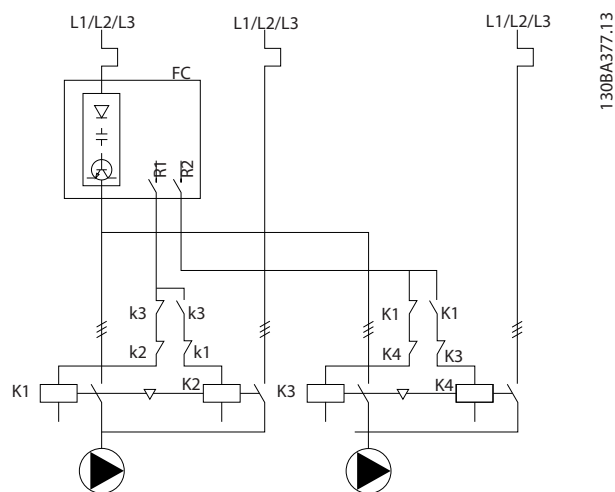 L1/L2/L3
L1/L2/L3
L1/L2/L3
130BA377.13
FC
R1
R2
k3
k3
K1
K1
k2
k1
K4
K3
K1
K2
K3
K4